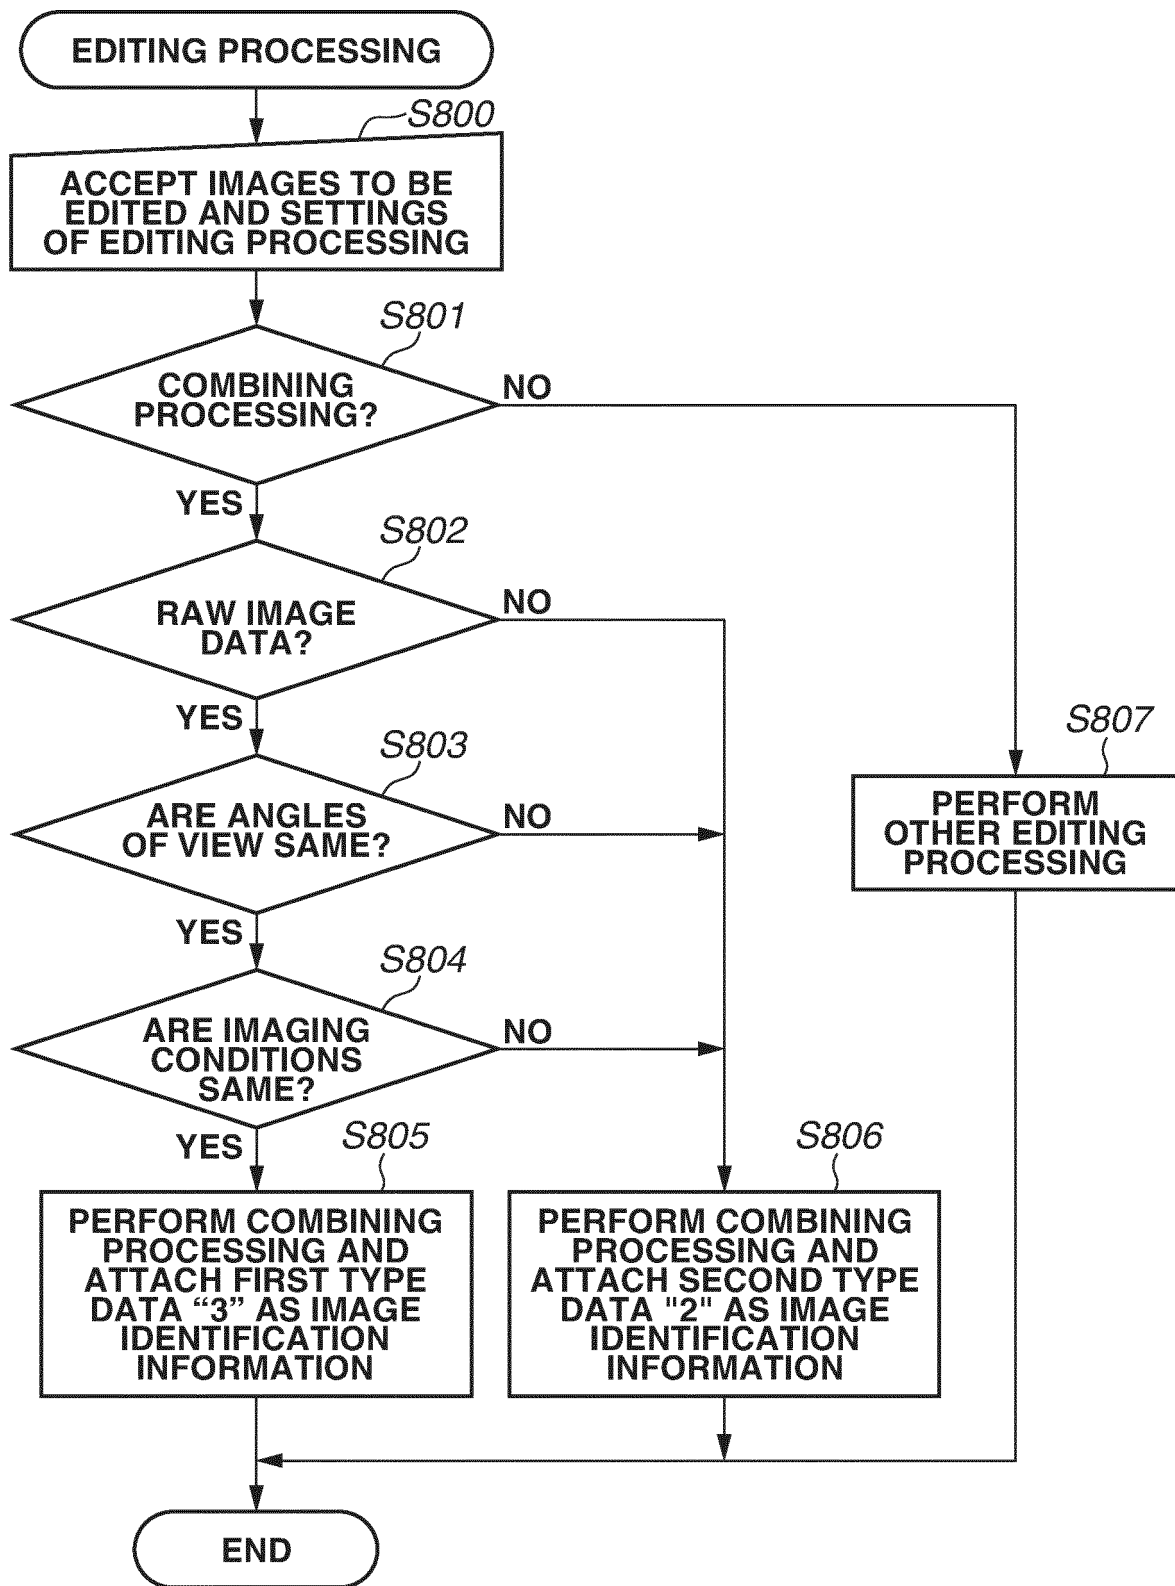 EDITING PROCESSING
S800
ACCEPT IMAGES TO BE
EDITED AND SETTINGS
OF EDITING PROCESSING
S801
COMBINING
PROCESSING?
NO
YES
S802
RAW IMAGE
DATA?
NO
YES
S803
ARE ANGLES
OF VIEW SAME?
NO
YES
S807
PERFORM
OTHER EDITING
PROCESSING
S804
ARE IMAGING
CONDITIONS
SAME?
NO
YES
S805
PERFORM COMBINING
PROCESSING AND
ATTACH FIRST TYPE
DATA “3” AS IMAGE
IDENTIFICATION
INFORMATION
S806
PERFORM COMBINING
PROCESSING AND
ATTACH SECOND TYPE
DATA "2" AS IMAGE
IDENTIFICATION
INFORMATION
END